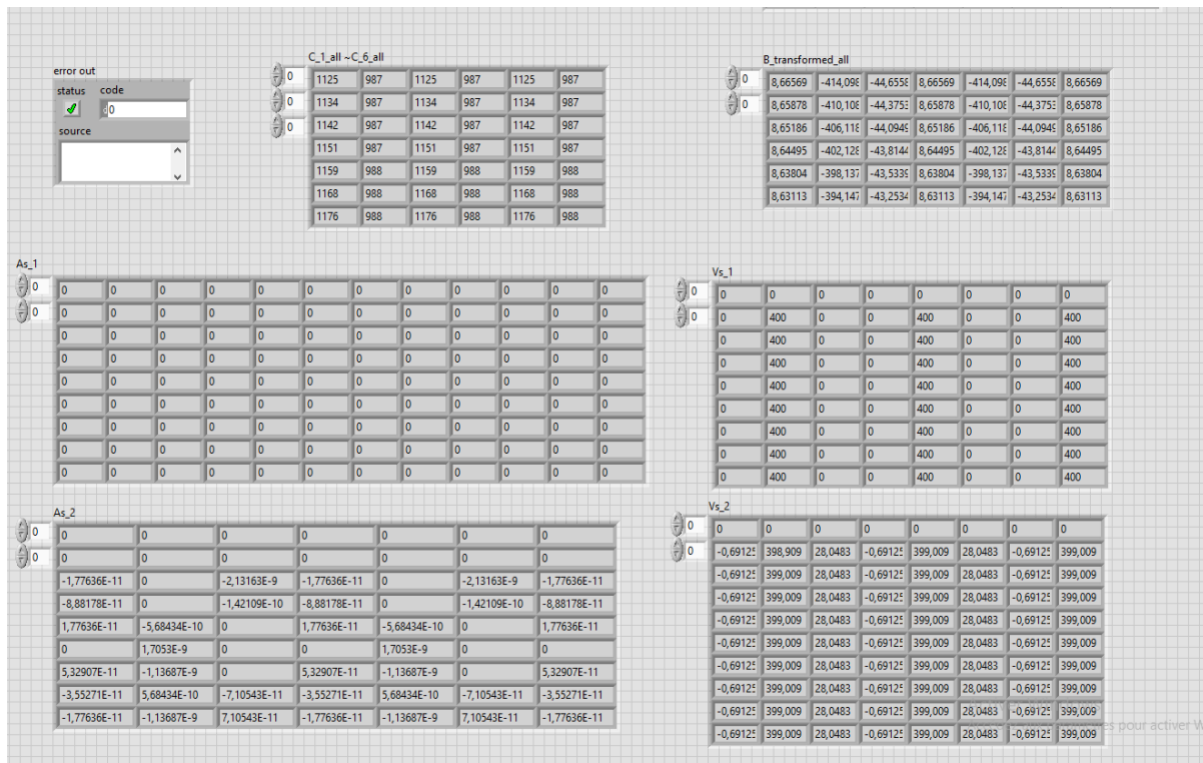 C_1_all ~C_6_all
B_transformed_all
error out
status code
0
source
0
0
0
1125 987 1125 987 1125 987
1134 987 1134 987 1134 987
1142 987 1142 987 1142 987
1151 987 1151 987 1151 987
1159 988 1159 988 1159 988
1168 988 1168 988 1168 988
1176 988 1176 988 1176 988
0
0
8,66569 -414,098 -44,6558 8,66569 -414,098 -44,6558 8,66569
8,65878 -410,108 -44,3753 8,65878 -410,108 -44,3753 8,65878
8,65186 -406,118 -44,0949 8,65186 -406,118 -44,0949 8,65186
8,64495 -402,128 -43,8144 8,64495 -402,128 -43,8144 8,64495
8,63804 -398,137 -43,5339 8,63804 -398,137 -43,5339 8,63804
8,63113 -394,147 -43,2534 8,63113 -394,147 -43,2534 8,63113
As_1
0
0
0 0 0 0 0 0 0 0 0 0 0 0
0 0 0 0 0 0 0 0 0 0 0 0
0 0 0 0 0 0 0 0 0 0 0 0
0 0 0 0 0 0 0 0 0 0 0 0
0 0 0 0 0 0 0 0 0 0 0 0
0 0 0 0 0 0 0 0 0 0 0 0
0 0 0 0 0 0 0 0 0 0 0 0
0 0 0 0 0 0 0 0 0 0 0 0
0 0 0 0 0 0 0 0 0 0 0 0
Vs_1
0
0
0 0 0 0 0 0 0 0
0 400 0 0 400 0 0 400
0 400 0 0 400 0 0 400
0 400 0 0 400 0 0 400
0 400 0 0 400 0 0 400
0 400 0 0 400 0 0 400
0 400 0 0 400 0 0 400
0 400 0 0 400 0 0 400
0 400 0 0 400 0 0 400
As_2
0
0
0 0 0 0 0 0 0
0 0 0 0 0 0 0
-1,77636E-11 0 -2,13163E-9 -1,77636E-11 0 -2,13163E-9 -1,77636E-11
-8,88178E-11 0 -1,42109E-10 -8,88178E-11 0 -1,42109E-10 -8,88178E-11
1,77636E-11 -5,68434E-10 0 1,77636E-11 -5,68434E-10 0 1,77636E-11
0 1,7053E-9 0 0 1,7053E-9 0 0
5,32907E-11 -1,13687E-9 0 5,32907E-11 -1,13687E-9 0 5,32907E-11
-3,55271E-11 5,68434E-10 -7,10543E-11 -3,55271E-11 5,68434E-10 -7,10543E-11 -3,55271E-11
-1,77636E-11 -1,13687E-9 7,10543E-11 -1,77636E-11 -1,13687E-9 7,10543E-11 -1,77636E-11
Vs_2
0
0
0 0 0 0 0 0 0 0
-0,69125 398,909 28,0483 -0,69125 399,009 28,0483 -0,69125 399,009
-0,69125 399,009 28,0483 -0,69125 399,009 28,0483 -0,69125 399,009
-0,69125 399,009 28,0483 -0,69125 399,009 28,0483 -0,69125 399,009
-0,69125 399,009 28,0483 -0,69125 399,009 28,0483 -0,69125 399,009
-0,69125 399,009 28,0483 -0,69125 399,009 28,0483 -0,69125 399,009
-0,69125 399,009 28,0483 -0,69125 399,009 28,0483 -0,69125 399,009
-0,69125 399,009 28,0483 -0,69125 399,009 28,0483 -0,69125 399,009
-0,69125 399,009 28,0483 -0,69125 399,009 28,0483 -0,69125 399,009
-0,69125 399,009 28,0483 -0,69125 399,009 28,0483 -0,69125 399,009
pour activer W